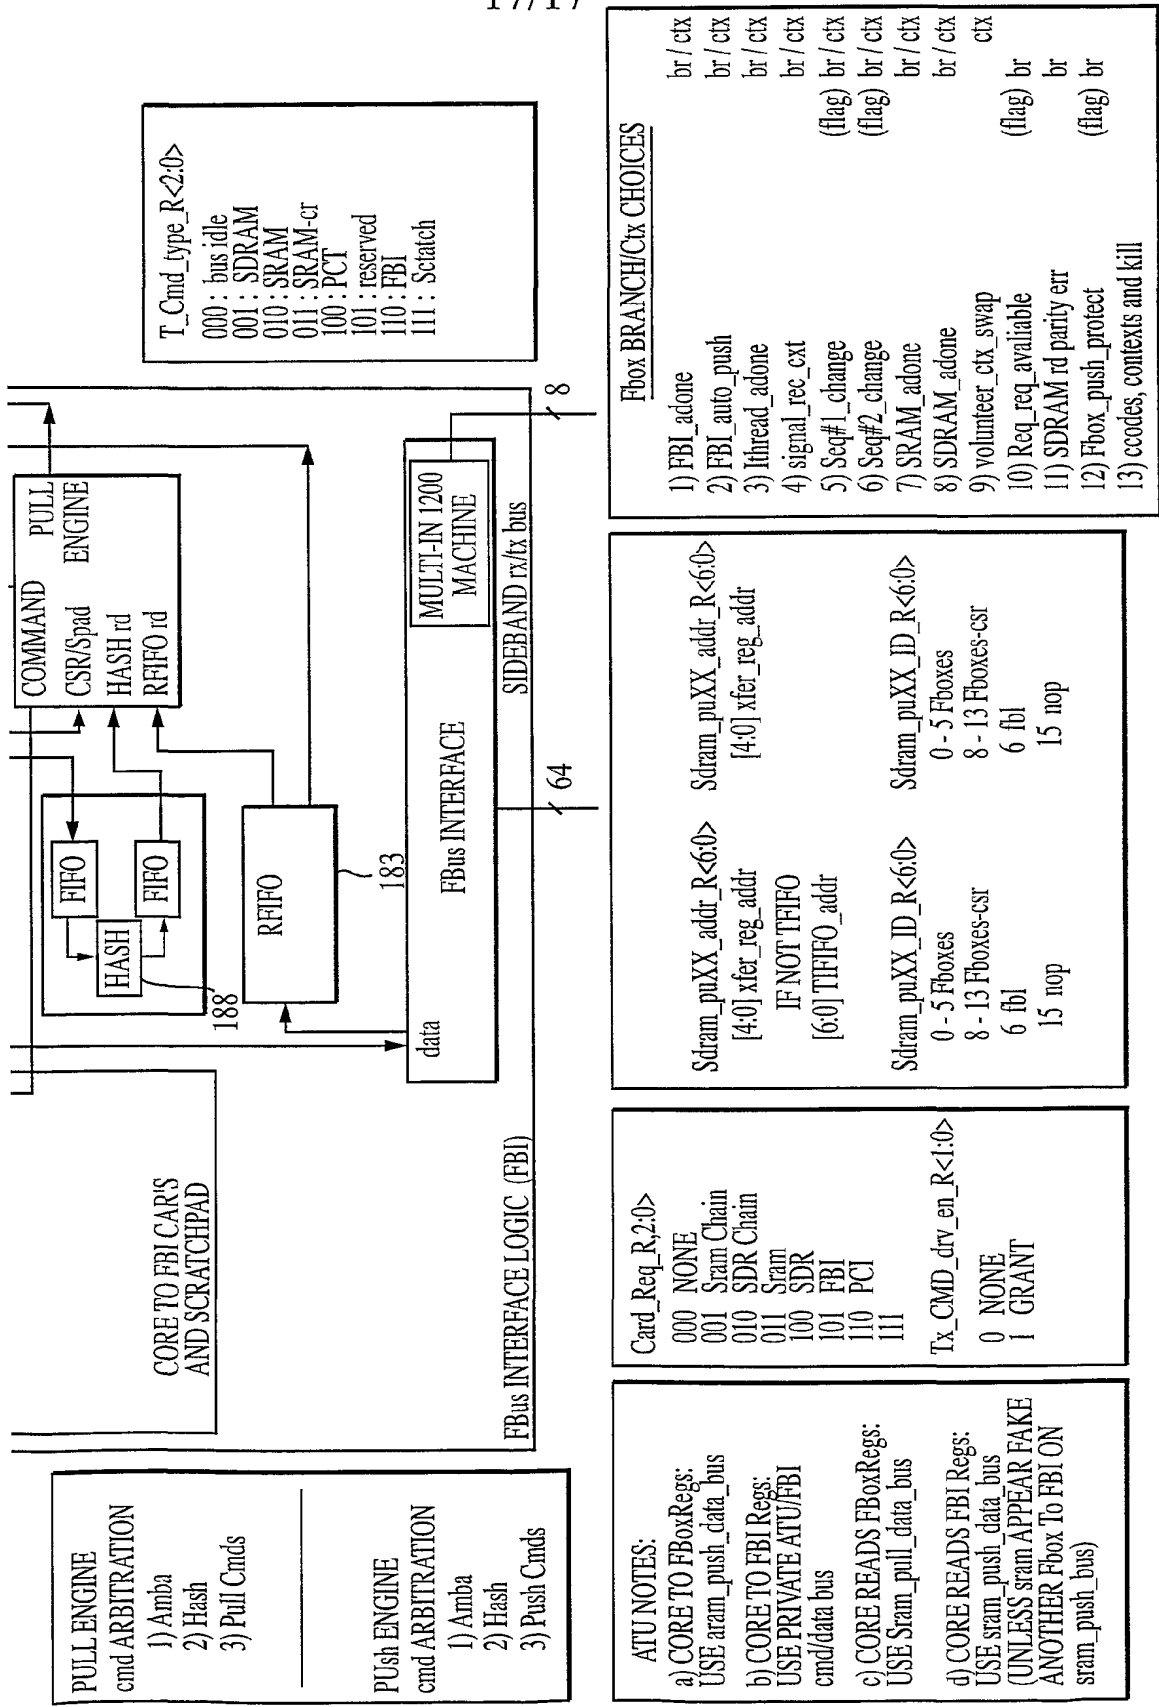 17/17
PULL ENGINE
cmd ARBITRATION
1) Amba
2) Hash
3) Pull Cmds
PUsh ENGINE
cmd ARBITRATION
1) Amba
2) Hash
3) Push Cmds
CORE TO FBI CAR'S
AND SCRATCHPAD
FBus INTERFACE LOGIC (FBI)
FIFO
HASH
FIFO
188
COMMAND
PULL
ENGINE
CSR/Spad
HASH rd
RFIFO rd
RFIFO
183
data
FBus INTERFACE
MULTI-IN 1200
MACHINE
SIDEBAND rx/tx bus
64
8
T_Cmd_type_R<2:0>
000 : bus idle
001 : SDRAM
010 : SRAM
011 : SRAM-cr
100 : PCT
101 : reserved
110 : FBI
111 : Sctatch
ATU NOTES:
a) CORE TO FBoxRegs:
USE aram_push_data_bus
b) CORE TO FBI Regs:
USE PRIVATE ATU/FBI
cmd/data bus
c) CORE READS FBoxRegs:
USE Sram_pull_data_bus
d) CORE READS FBI Regs:
USE sram_push_data_bus
(UNLESS sram APPEAR FAKE
ANOTHER Fbox To FBI ON
sram_push_bus)
Card_Req_R,2:0>
000 NONE
001 Sram Chain
010 SDR Chain
011 Sram
100 SDR
101 FBI
110 PCI
111
Tx_CMD_drv_en_R<1:0>
0 NONE
1 GRANT
Sdram_puXX_addr_R<6:0>
[4:0] xfer_reg_addr
IF NOT TFIFO
[6:0] TIFIFO_addr
Sdram_puXX_ID_R<6:0>
0 - 5 Fboxes
8 - 13 Fboxes-csr
6 fbl
15 nop
Sdram_puXX_addr_R<6:0>
[4:0] xfer_reg_addr
Sdram_puXX_ID_R<6:0>
0 - 5 Fboxes
8 - 13 Fboxes-csr
6 fbl
15 nop
Fbox BRANCH/Ctx CHOICES
1) FBI_adone br / ctx
2) FBI_auto_push br / ctx
3) Ithread_adone br / ctx
4) signal_rec_cxt br / ctx
5) Seq#1_change (flag) br / ctx
6) Seq#2_change (flag) br / ctx
7) SRAM_adone br / ctx
8) SDRAM_adone br / ctx
9) volunteer_ctx_swap ctx
10) Req_req_avaliable (flag) br
11) SDRAM rd parity err br
12) Fbox_push_protect (flag) br
13) ccodes, contexts and kill